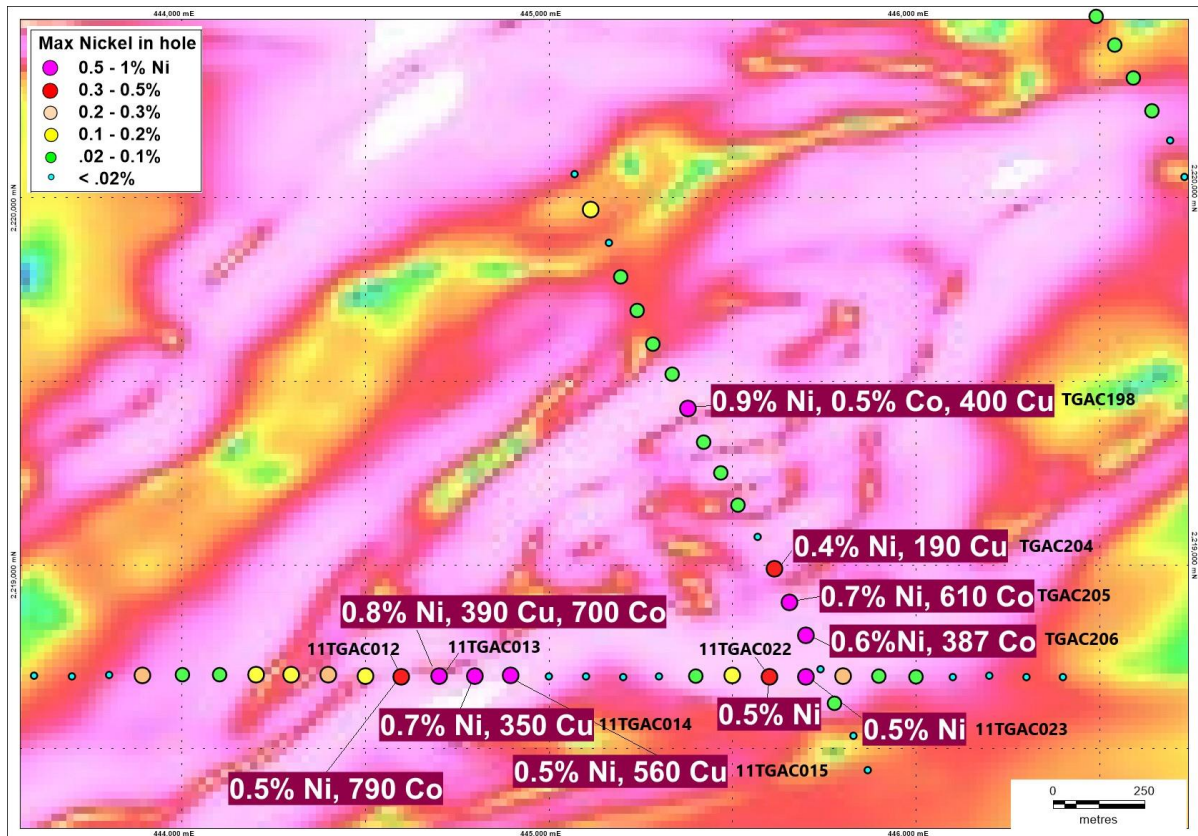 444,000 mE
445,000 mE
446,000 mE
Max Nickel in hole
0.5 - 1% Ni
0.3 - 0.5%
0.2 - 0.3%
0.1 - 0.2%
.02 - 0.1%
< .02%
2,220,000 mN
2,220,000 mN
0.9% Ni, 0.5% Co, 400 Cu TGAC198
0.4% Ni, 190 Cu TGAC204
2,219,000 mN
2,219,000 mN
0.7% Ni, 610 Co TGAC205
0.8% Ni, 390 Cu, 700 Co
0.6%Ni, 387 Co TGAC206
11TGAC012
11TGAC013
11TGAC022
0.7% Ni, 350 Cu 11TGAC014
0.5% Ni
0.5% Ni 11TGAC023
0.5% Ni, 560 Cu 11TGAC015
0.5% Ni, 790 Co
0 250
metres
444,000 mE
445,000 mE
446,000 mE